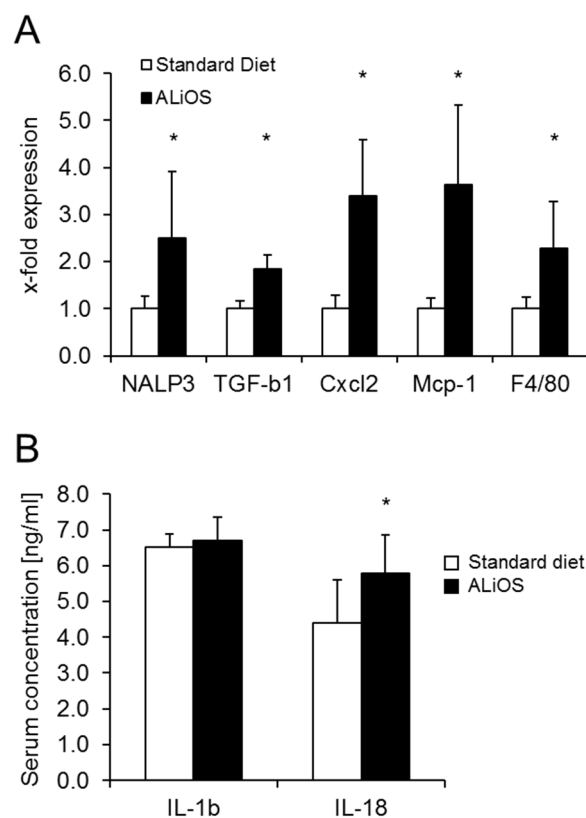 A
Standard Diet
ALiOS
x-fold expression
6.0
5.0
4.0
3.0
2.0
1.0
0.0
* * * * *
NALP3 TGF-b1 Cxcl2 Mcp-1 F4/80
B
Serum concentration [ng/ml]
8.0
7.0
6.0
5.0
4.0
3.0
2.0
1.0
0.0
*
Standard diet
ALiOS
IL-1b IL-18